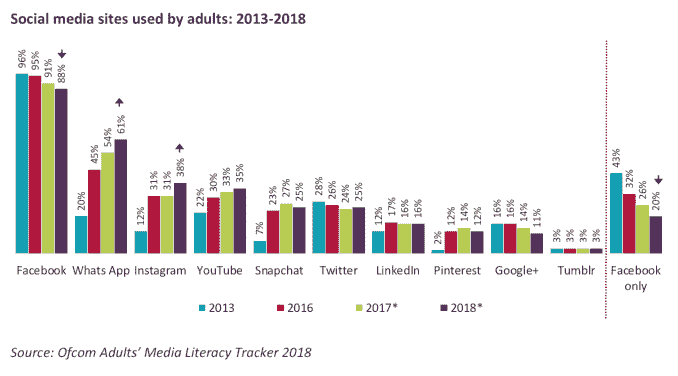 Social media sites used by adults: 2013-2018
96% 95% 91% 88%
20% 45% 54% 61%
12% 31% 31% 38%
22% 30% 33% 35%
7% 23% 27% 25%
28% 26% 24% 25%
12% 17% 16% 16%
2% 12% 14% 12%
16% 16% 14% 11%
3% 3% 3% 3%
43% 32% 26% 20%
Facebook Whats App Instagram YouTube Snapchat Twitter LinkedIn Pinterest Google+ Tumblr Facebook
only
2013 2016 2017* 2018*
Source: Ofcom Adults’ Media Literacy Tracker 2018